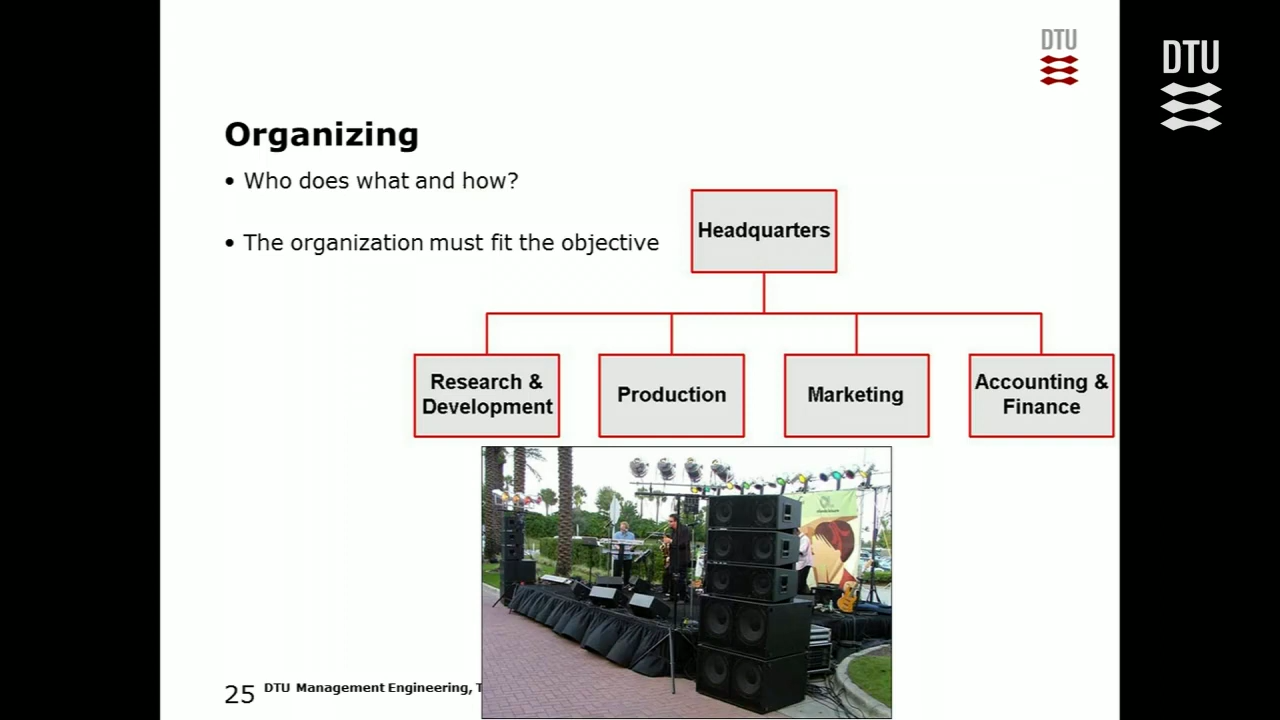 DTU
DTU
Organizing
• Who does what and how?
• The organization must fit the objective
Headquarters
Research &
Development
Production
Marketing
Accounting &
Finance
25 DTU Management Engineering,